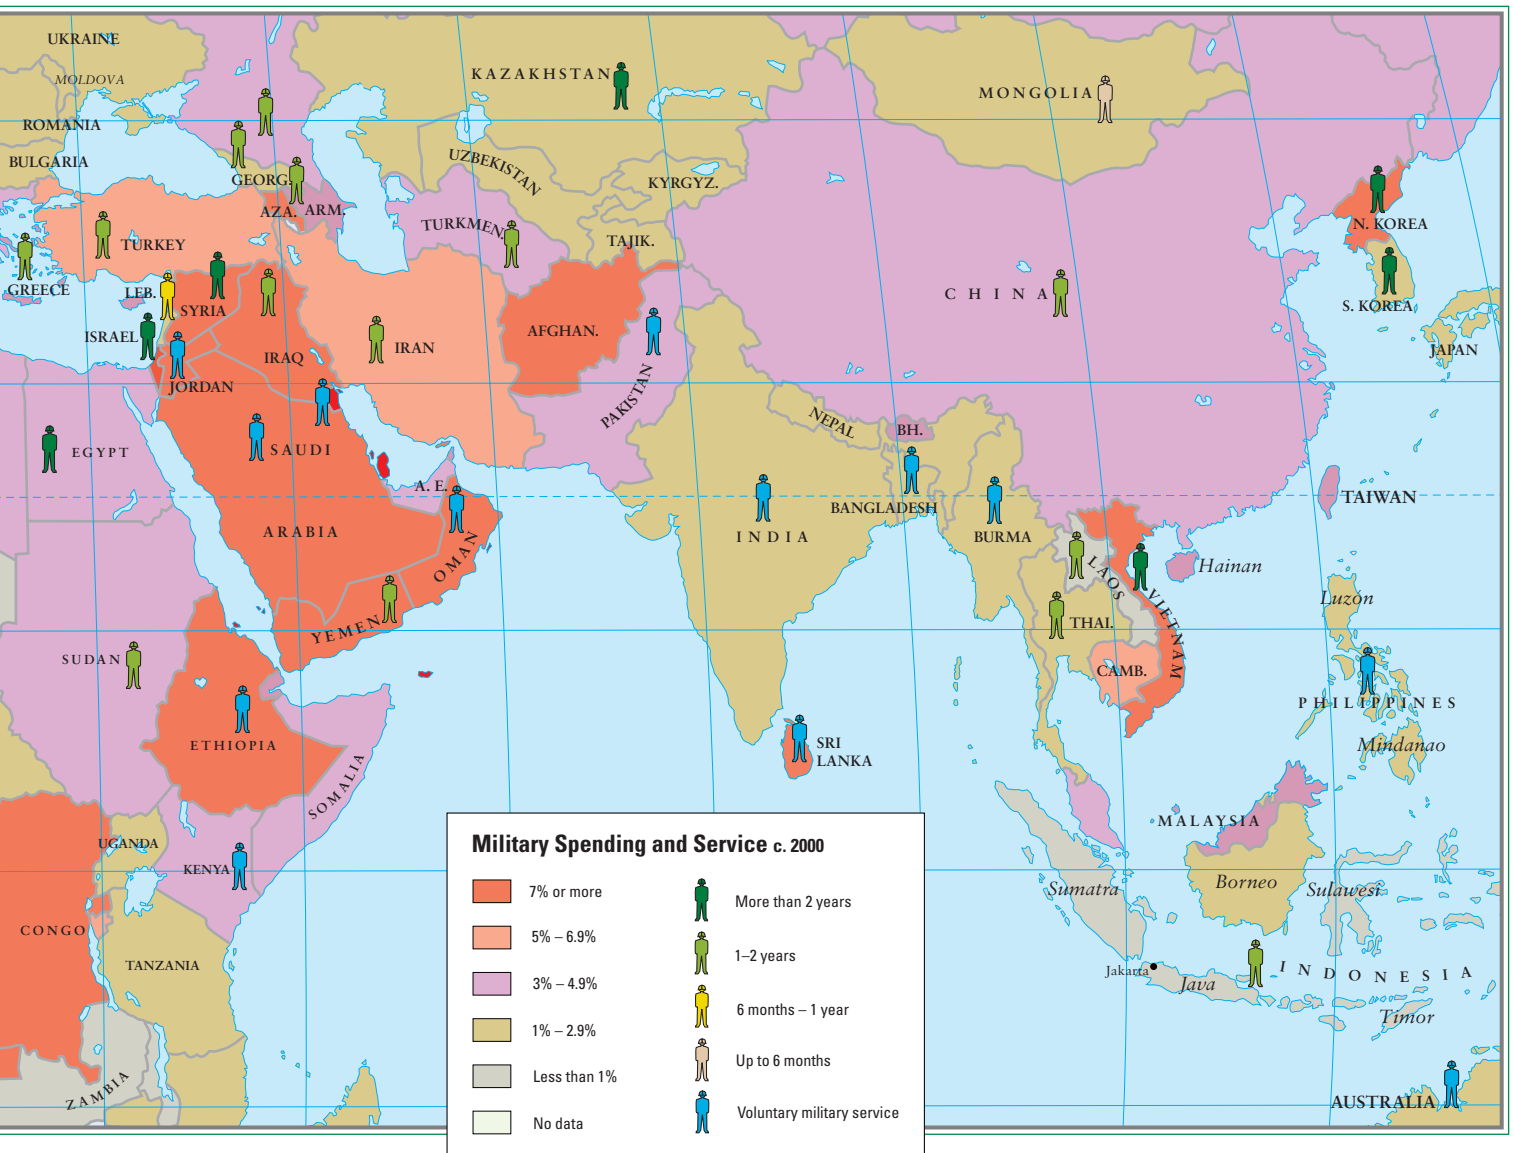 UKRAINE
MOLDOVA
ROMANIA
BULGARIA
KAZAKHSTAN
MONGOLIA
UZBEKISTAN
KYRGYZ.
GEORG.
AZA.
ARM.
TURKMEN.
TAJIK.
TURKEY
GREECE
LEB.
SYRIA
ISRAEL
IRAQ
JORDAN
IRAN
AFGHAN.
PAKISTAN
CHINA
N. KOREA
S. KOREA
JAPAN
NEPAL
BH.
EGYPT
SAUDI
ARABIA
A. E.
OMAN
YEMEN
INDIA
BANGLADESH
BURMA
TAIWAN
Hainan
LAOS
VIETNAM
THAI.
CAMB.
Luzón
PHILIPPINES
Mindanao
SUDAN
ETHIOPIA
SOMALIA
SRI
LANKA
UGANDA
KENYA
CONGO
TANZANIA
ZAMBIA
MALAYSIA
Sumatra
Borneo
Sulawesi
Jakarta
Java
INDONESIA
Timor
AUSTRALIA
Military Spending and Service c. 2000
7% or more
5% – 6.9%
3% – 4.9%
1% – 2.9%
Less than 1%
No data
More than 2 years
1–2 years
6 months – 1 year
Up to 6 months
Voluntary military service